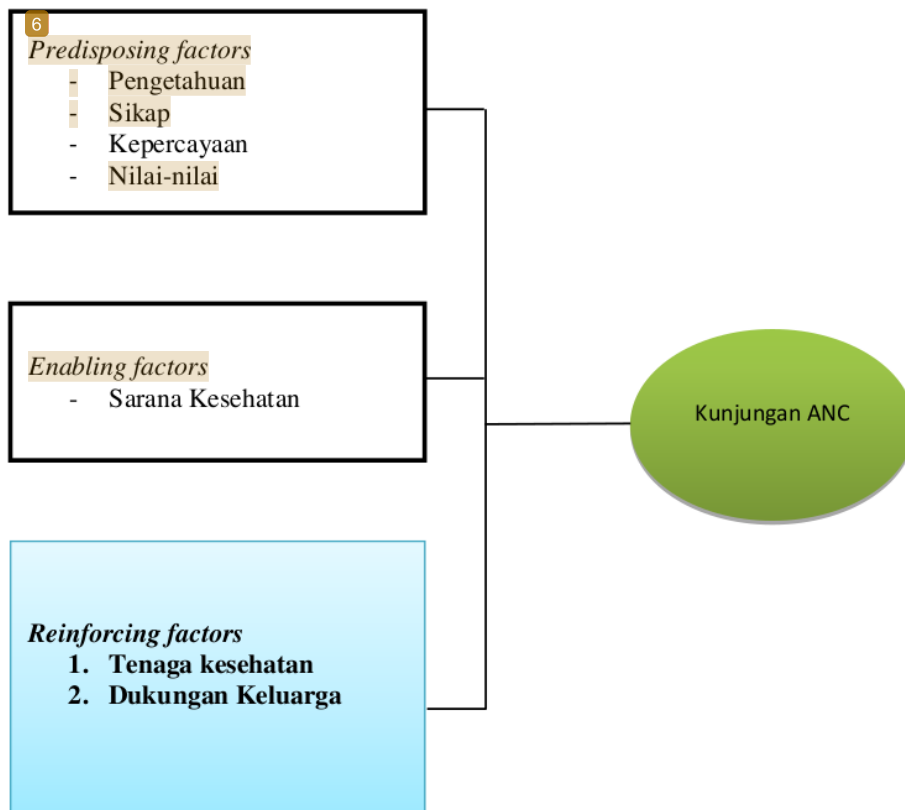 6
Predisposing factors
- Pengetahuan
- Sikap
- Kepercayaan
- Nilai-nilai
Enabling factors
- Sarana Kesehatan
Kunjungan ANC
Reinforcing factors
1. Tenaga kesehatan
2. Dukungan Keluarga